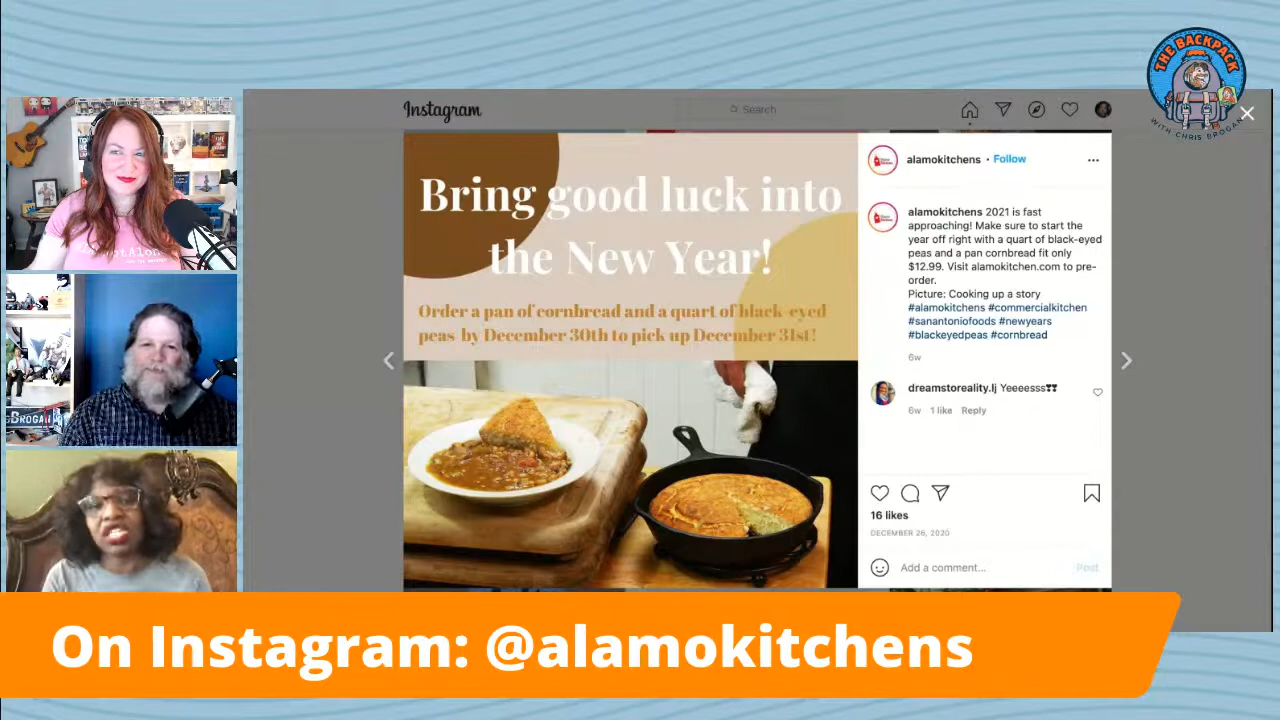 THE BACKPACK
WITH CHRIS BROGAN
Instagram
Search
Bring good luck into
the New Year!
Order a pan of cornbread and a quart of black-eyed
peas by December 30th to pick up December 31st!
alamokitchens • Follow
alamokitchens 2021 is fast
approaching! Make sure to start the
year off right with a quart of black-eyed
peas and a pan cornbread fit only
$12.99. Visit alamokitchen.com to pre-
order.
Picture: Cooking up a story
#alamokitchens #commercialkitchen
#sanantoniofoods #newyears
#blackeyedpeas #cornbread
6w
dreamstoreality.lj Yeeeesss❣❣
6w 1 like Reply
16 likes
DECEMBER 26, 2020
Add a comment...
Post
BROGAN
On Instagram: @alamokitchens